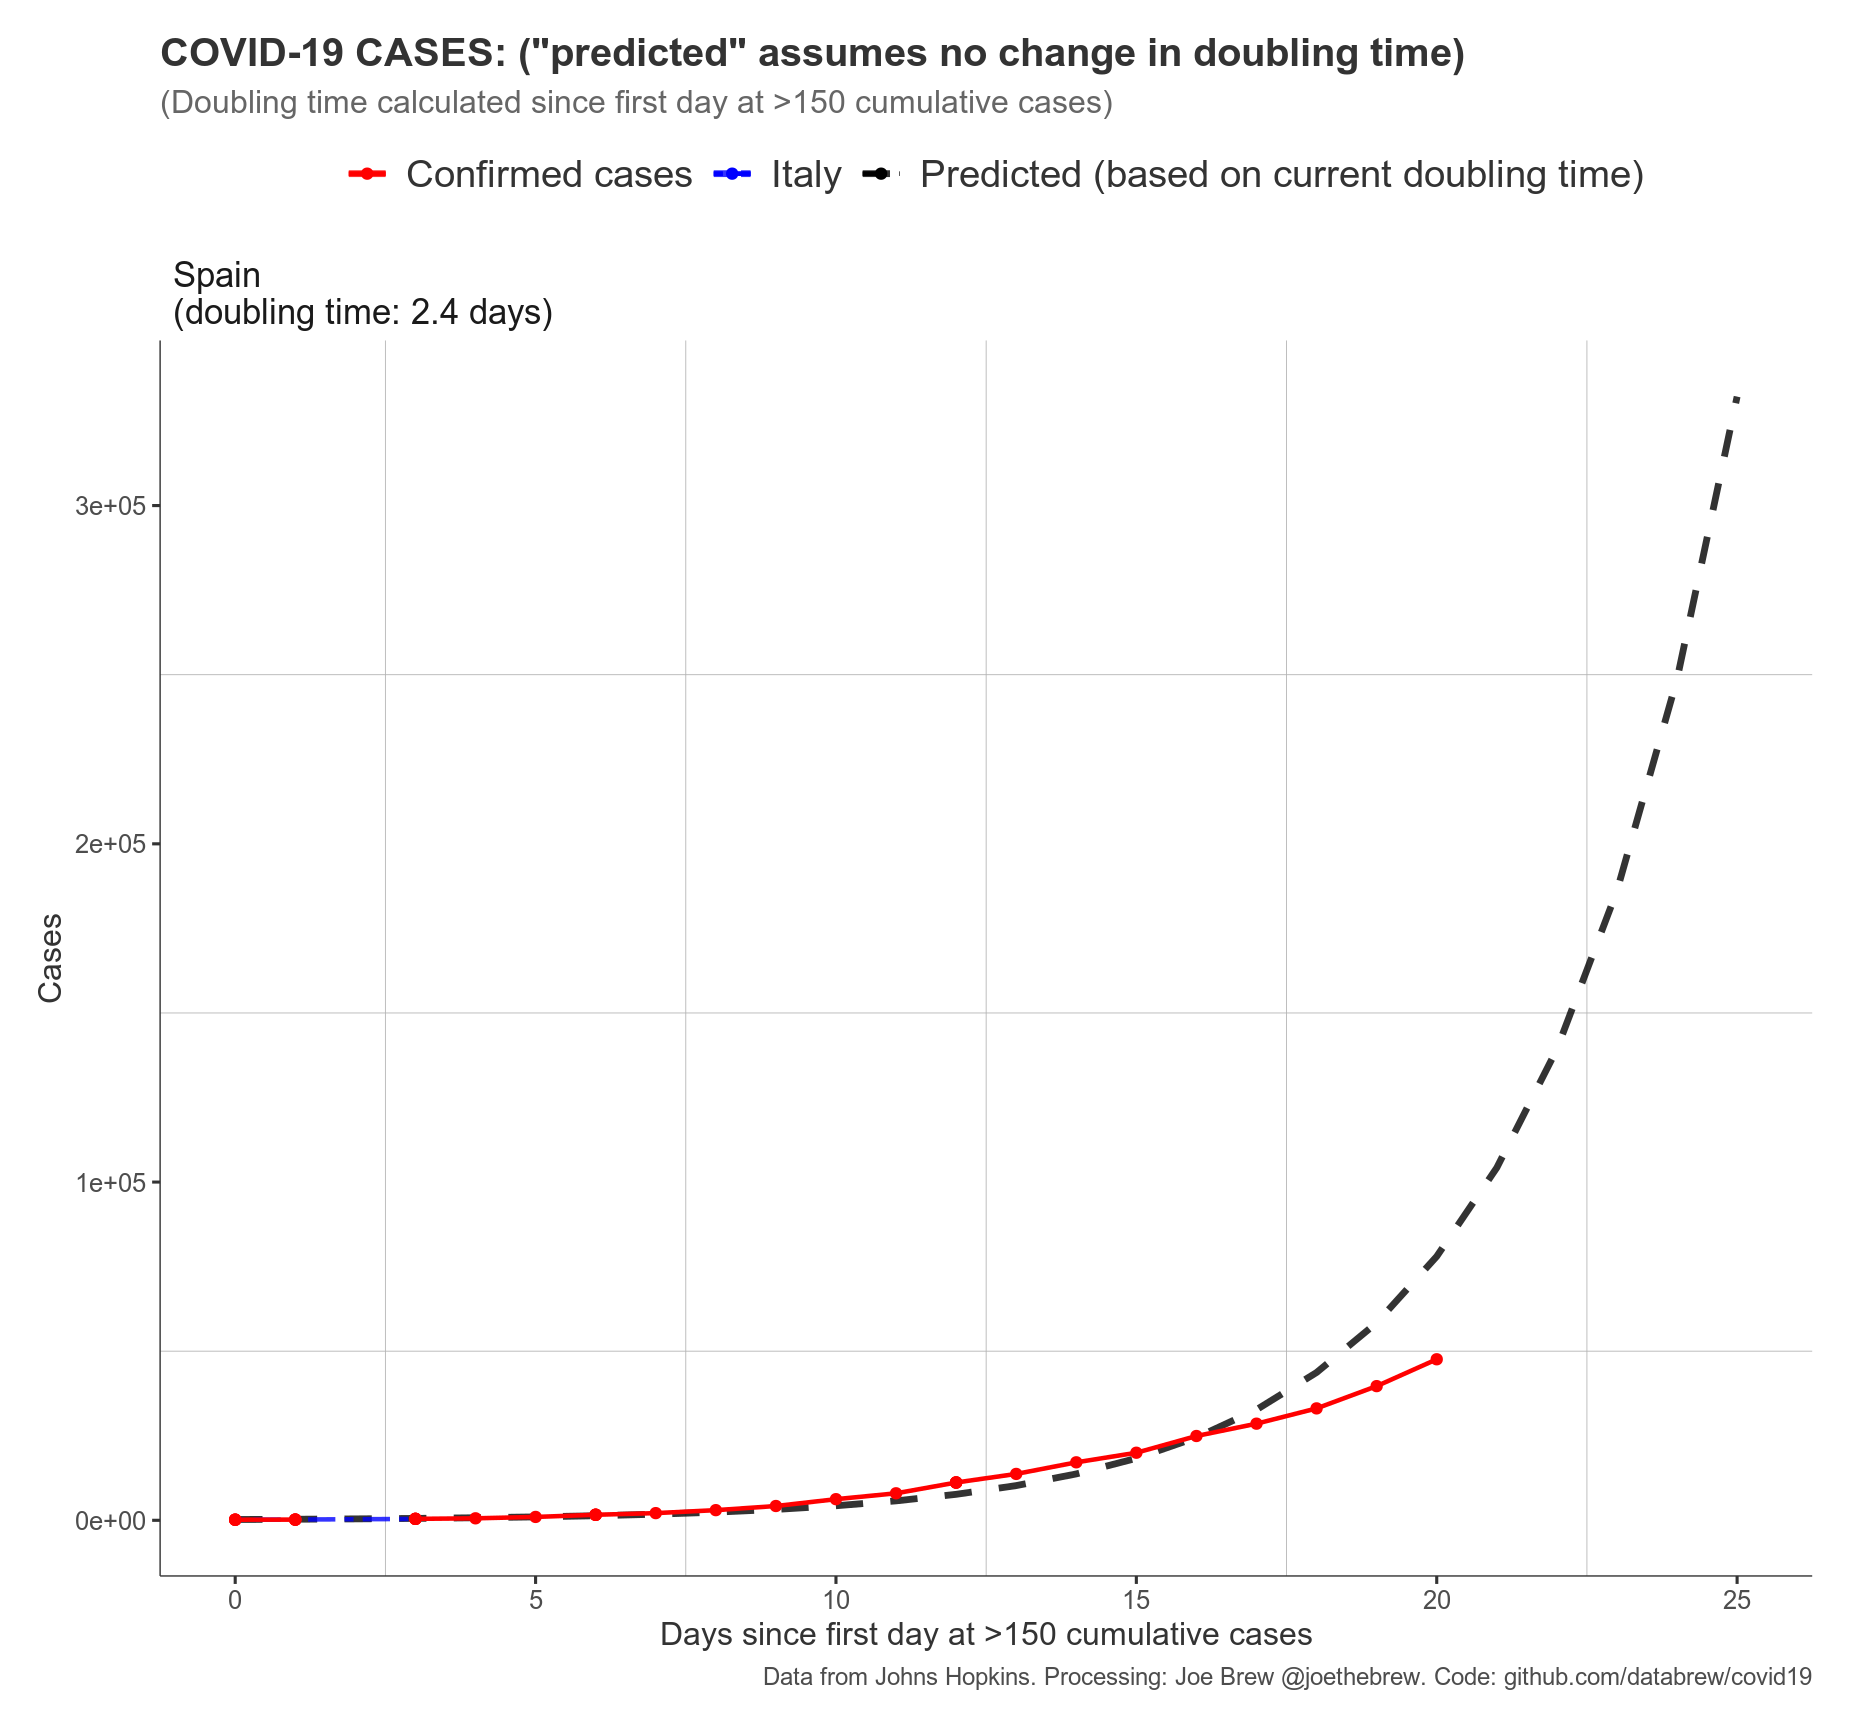 COVID-19 CASES: ("predicted" assumes no change in doubling time)
(Doubling time calculated since first day at >150 cumulative cases)
Confirmed cases Italy Predicted (based on current doubling time)
Spain
(doubling time: 2.4 days)
3e+05
2e+05
1e+05
0e+00
Cases
0 5 10 15 20 25
Days since first day at >150 cumulative cases
Data from Johns Hopkins. Processing: Joe Brew @joethebrew. Code: github.com/databrew/covid19